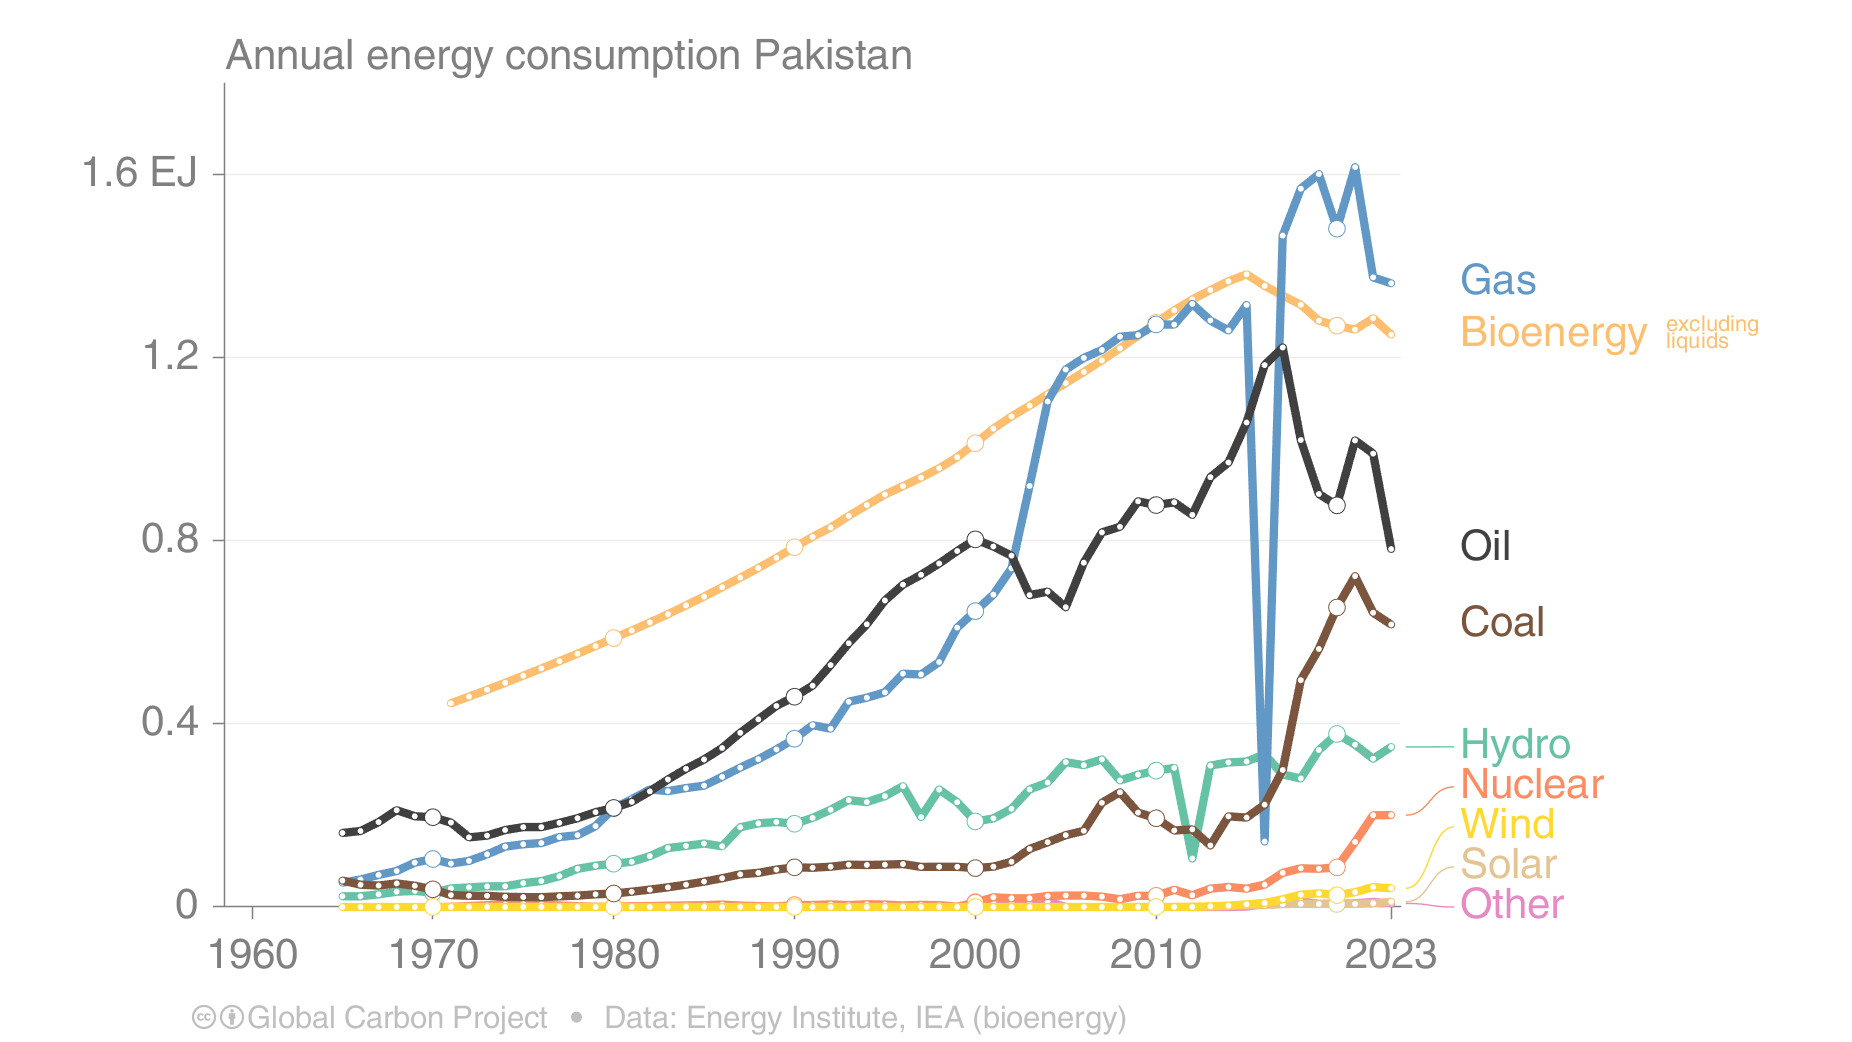 Annual energy consumption Pakistan
1.6 EJ
1.2
0.8
0.4
0
1960 1970 1980 1990 2000 2010 2023
Gas
Bioenergy excluding liquids
Oil
Coal
Hydro
Nuclear
Wind
Solar
Other
cc Global Carbon Project • Data: Energy Institute, IEA (bioenergy)